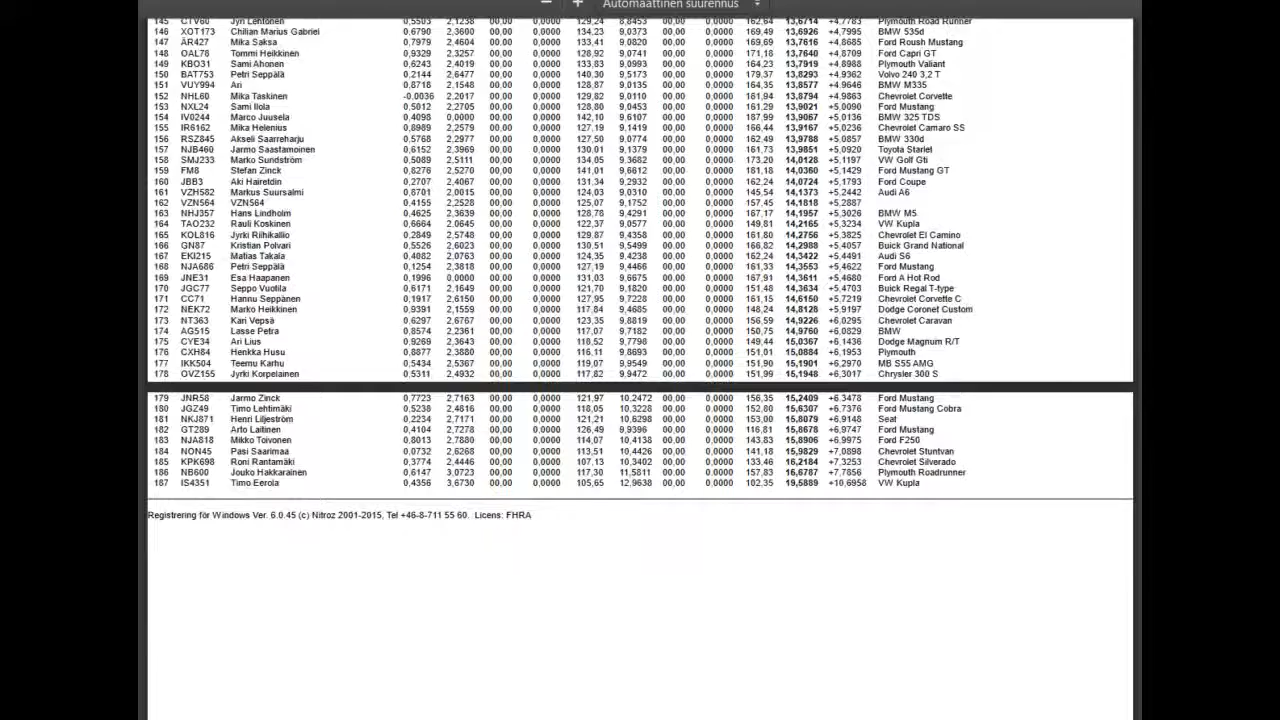 Automaattinen suurennus
145 CTV60 Jyri Lehtonen 0,5503 2,1238 00,00 0,0000 129,24 8,8453 00,00 0,0000 162,64 13,6714 +4,7783 Plymouth Road Runner
146 XOT173 Chilian Marius Gabriel 0,6790 2,3600 00,00 0,0000 134,23 9,0373 00,00 0,0000 169,49 13,6926 +4,7995 BMW 535d
147 ÄR427 Mika Saksa 0,7979 2,4604 00,00 0,0000 133,41 9,0820 00,00 0,0000 169,69 13,7616 +4,8685 Ford Roush Mustang
148 OAL76 Tommi Heikkinen 0,9329 2,3257 00,00 0,0000 128,92 9,0741 00,00 0,0000 171,16 13,7640 +4,8709 Ford Capri GT
149 KBO31 Sami Ahonen 0,6243 2,4019 00,00 0,0000 133,83 9,0993 00,00 0,0000 164,23 13,7919 +4,8988 Plymouth Valiant
150 BAT753 Petri Seppälä 0,2144 2,6477 00,00 0,0000 140,30 9,5173 00,00 0,0000 179,37 13,8293 +4,9362 Volvo 240 3,2 T
151 VUY994 Ari 0,8718 2,1548 00,00 0,0000 128,87 9,0135 00,00 0,0000 164,35 13,8577 +4,9646 BMW M335
152 NHL60 Mika Taskinen -0,0036 2,2017 00,00 0,0000 129,82 9,0110 00,00 0,0000 161,94 13,8794 +4,9863 Chevrolet Corvette
153 NXL24 Sami Ilola 0,5012 2,2705 00,00 0,0000 128,80 9,0453 00,00 0,0000 161,29 13,9021 +5,0090 Ford Mustang
154 IV0244 Marco Juusela 0,4098 0,0000 00,00 0,0000 142,10 9,6107 00,00 0,0000 187,99 13,9067 +5,0136 BMW 325 TDS
155 IR6162 Mika Helenius 0,8989 2,2579 00,00 0,0000 127,19 9,1419 00,00 0,0000 166,44 13,9167 +5,0236 Chevrolet Camaro SS
156 RSZ845 Akseli Saarreharju 0,5768 2,2977 00,00 0,0000 127,50 9,0774 00,00 0,0000 162,49 13,9788 +5,0857 BMW 330d
157 NJB460 Jarmo Saastamoinen 0,6152 2,3969 00,00 0,0000 130,01 9,1379 00,00 0,0000 161,73 13,9851 +5,0920 Toyota Starlet
158 SMJ233 Marko Sundström 0,5089 2,5111 00,00 0,0000 134,05 9,3682 00,00 0,0000 173,20 14,0128 +5,1197 VW Golf Gti
159 FM8 Stefan Zinck 0,8276 2,5270 00,00 0,0000 141,01 9,6612 00,00 0,0000 181,18 14,0360 +5,1429 Ford Mustang GT
160 JBB3 Aki Hairetdin 0,2707 2,4067 00,00 0,0000 131,34 9,2932 00,00 0,0000 162,24 14,0724 +5,1793 Ford Coupe
161 VZH582 Markus Suursalmi 0,8701 2,0015 00,00 0,0000 124,03 9,0310 00,00 0,0000 145,54 14,1373 +5,2442 Audi A6
162 VZN564 VZN564 0,4155 2,2528 00,00 0,0000 125,07 9,1752 00,00 0,0000 157,45 14,1818 +5,2887
163 NHJ357 Hans Lindholm 0,4625 2,3639 00,00 0,0000 128,78 9,4291 00,00 0,0000 167,17 14,1957 +5,3026 BMW M5
164 TAO232 Rauli Koskinen 0,6664 2,0645 00,00 0,0000 122,37 9,0577 00,00 0,0000 149,81 14,2165 +5,3234 VW Kupla
165 KOL816 Jyrki Riihikallio 0,2849 2,5748 00,00 0,0000 129,87 9,4358 00,00 0,0000 161,80 14,2756 +5,3825 Chevrolet El Camino
166 GN87 Kristian Polvari 0,5526 2,6023 00,00 0,0000 130,51 9,5499 00,00 0,0000 166,82 14,2988 +5,4057 Buick Grand National
167 EKI215 Matias Takala 0,4082 2,0763 00,00 0,0000 124,35 9,4238 00,00 0,0000 162,24 14,3422 +5,4491 Audi S6
168 NJA686 Petri Seppälä 0,1254 2,3818 00,00 0,0000 127,19 9,4466 00,00 0,0000 161,33 14,3553 +5,4622 Ford Mustang
169 JNE31 Esa Haapanen 0,1996 0,0000 00,00 0,0000 131,03 9,6675 00,00 0,0000 167,91 14,3611 +5,4680 Ford A Hot Rod
170 JGC77 Seppo Vuotila 0,6171 2,1649 00,00 0,0000 121,70 9,1820 00,00 0,0000 151,48 14,3634 +5,4703 Buick Regal T-type
171 CC71 Hannu Seppänen 0,1917 2,6150 00,00 0,0000 127,95 9,7228 00,00 0,0000 161,15 14,6150 +5,7219 Chevrolet Corvette C
172 NEK72 Marko Heikkinen 0,9391 2,1559 00,00 0,0000 117,84 9,4685 00,00 0,0000 148,24 14,8128 +5,9197 Dodge Coronet Custom
173 NT363 Kari Vepsä 0,6297 2,6767 00,00 0,0000 123,35 9,8819 00,00 0,0000 156,59 14,9226 +6,0295 Chevrolet Caravan
174 AG515 Lasse Petra 0,8574 2,2361 00,00 0,0000 117,07 9,7182 00,00 0,0000 150,75 14,9760 +6,0829 BMW
175 CYE34 Ari Lius 0,9269 2,3643 00,00 0,0000 118,52 9,7798 00,00 0,0000 149,44 15,0367 +6,1436 Dodge Magnum R/T
176 CXH84 Henkka Husu 0,8877 2,3880 00,00 0,0000 116,11 9,8693 00,00 0,0000 151,01 15,0884 +6,1953 Plymouth
177 IKK504 Teemu Karhu 0,5434 2,5367 00,00 0,0000 119,07 9,9549 00,00 0,0000 151,90 15,1901 +6,2970 MB S55 AMG
178 OVZ155 Jyrki Korpelainen 0,5311 2,4932 00,00 0,0000 117,82 9,9472 00,00 0,0000 151,99 15,1948 +6,3017 Chrysler 300 S
179 JNR58 Jarmo Zinck 0,7723 2,7163 00,00 0,0000 121,97 10,2472 00,00 0,0000 156,35 15,2409 +6,3478 Ford Mustang
180 JGZ49 Timo Lehtimäki 0,5238 2,4816 00,00 0,0000 118,05 10,3228 00,00 0,0000 152,80 15,6307 +6,7376 Ford Mustang Cobra
181 NKJ871 Henri Liljeström 0,2234 2,7171 00,00 0,0000 121,21 10,6298 00,00 0,0000 153,00 15,8079 +6,9148 Seat
182 GT289 Arto Laitinen 0,4104 2,7278 00,00 0,0000 126,49 9,9396 00,00 0,0000 116,81 15,8678 +6,9747 Ford Mustang
183 NJA818 Mikko Toivonen 0,8013 2,7880 00,00 0,0000 114,07 10,4138 00,00 0,0000 143,83 15,8906 +6,9975 Ford F250
184 NON45 Pasi Saarimaa 0,0732 2,6268 00,00 0,0000 113,51 10,4426 00,00 0,0000 141,18 15,9829 +7,0898 Chevrolet Stuntvan
185 KPK698 Roni Rantamäki 0,3774 2,4446 00,00 0,0000 107,13 10,3402 00,00 0,0000 133,46 16,2184 +7,3253 Chevrolet Silverado
186 NB600 Jouko Hakkarainen 0,6147 3,0723 00,00 0,0000 117,30 11,5811 00,00 0,0000 157,83 16,6787 +7,7856 Plymouth Roadrunner
187 IS4351 Timo Eerola 0,4356 3,6730 00,00 0,0000 105,65 12,9638 00,00 0,0000 102,35 19,5889 +10,6958 VW Kupla
Registrering för Windows Ver. 6.0.45 (c) Nitroz 2001-2015, Tel +46-8-711 55 60. Licens: FHRA